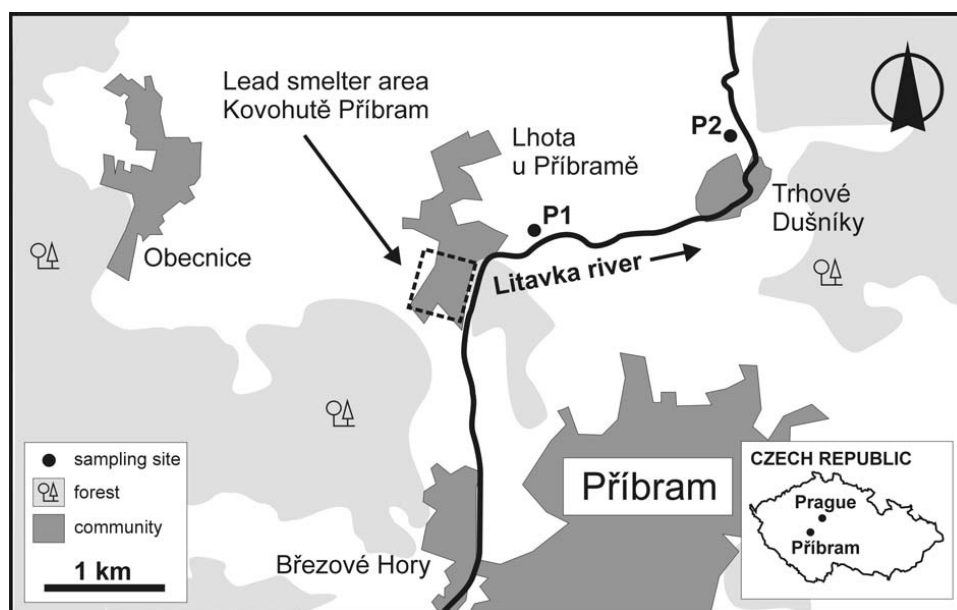 Lead smelter area
Kovohutě Příbram
Lhota
u Příbramě
P2
P1
Trhové
Dušníky
Obecnice
Litavka river
sampling site
forest
community
1 km
Březové Hory
Příbram
CZECH REPUBLIC
Prague
Příbram